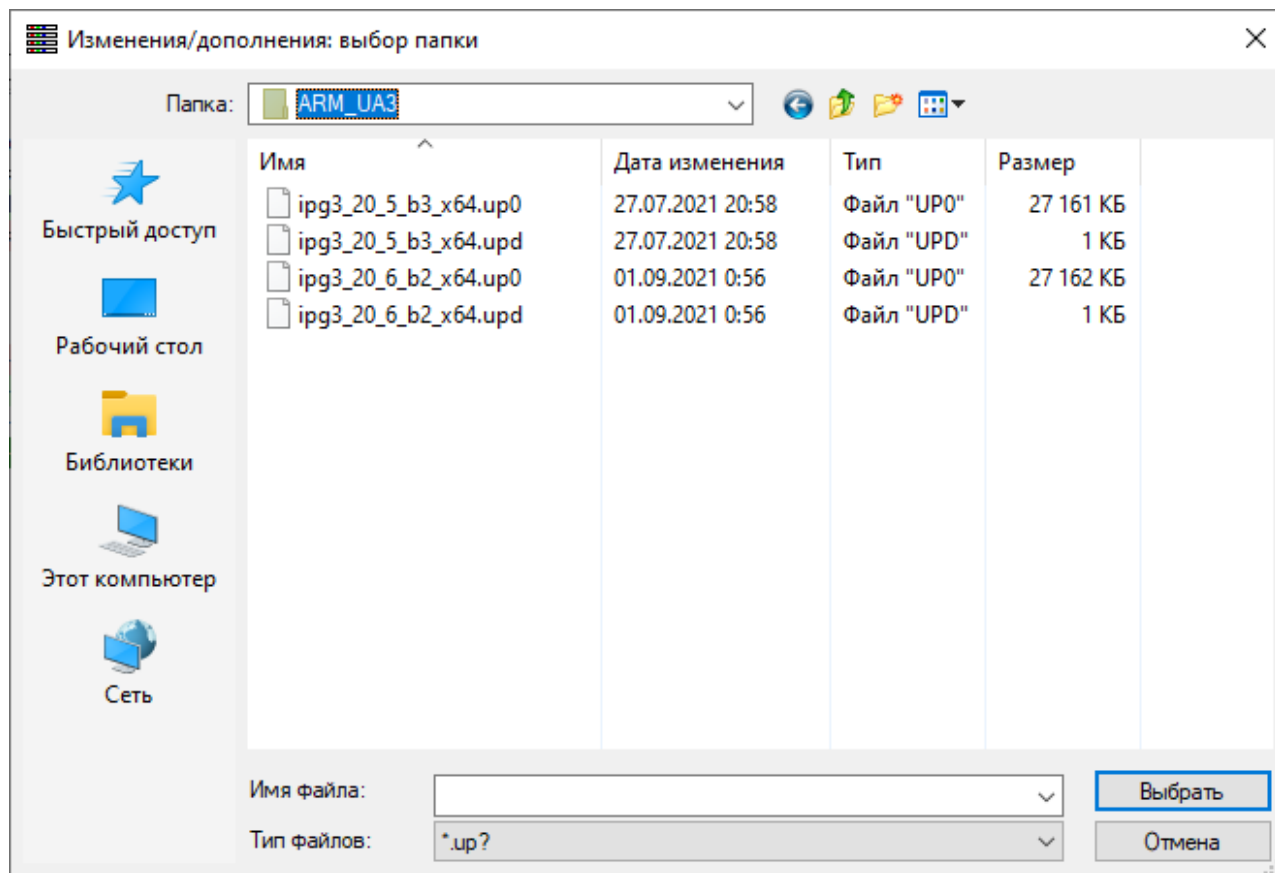 Изменения/дополнения: выбор папки
Папка: ARM_UA3
Имя Дата изменения Тип Размер
ipg3_20_5_b3_x64.up0 27.07.2021 20:58 Файл "UP0" 27 161 КБ
ipg3_20_5_b3_x64.upd 27.07.2021 20:58 Файл "UPD" 1 КБ
ipg3_20_6_b2_x64.up0 01.09.2021 0:56 Файл "UP0" 27 162 КБ
ipg3_20_6_b2_x64.upd 01.09.2021 0:56 Файл "UPD" 1 КБ
Быстрый доступ
Рабочий стол
Библиотеки
Этот компьютер
Сеть
Имя файла: Выбрать
Тип файлов: *.up? Отмена